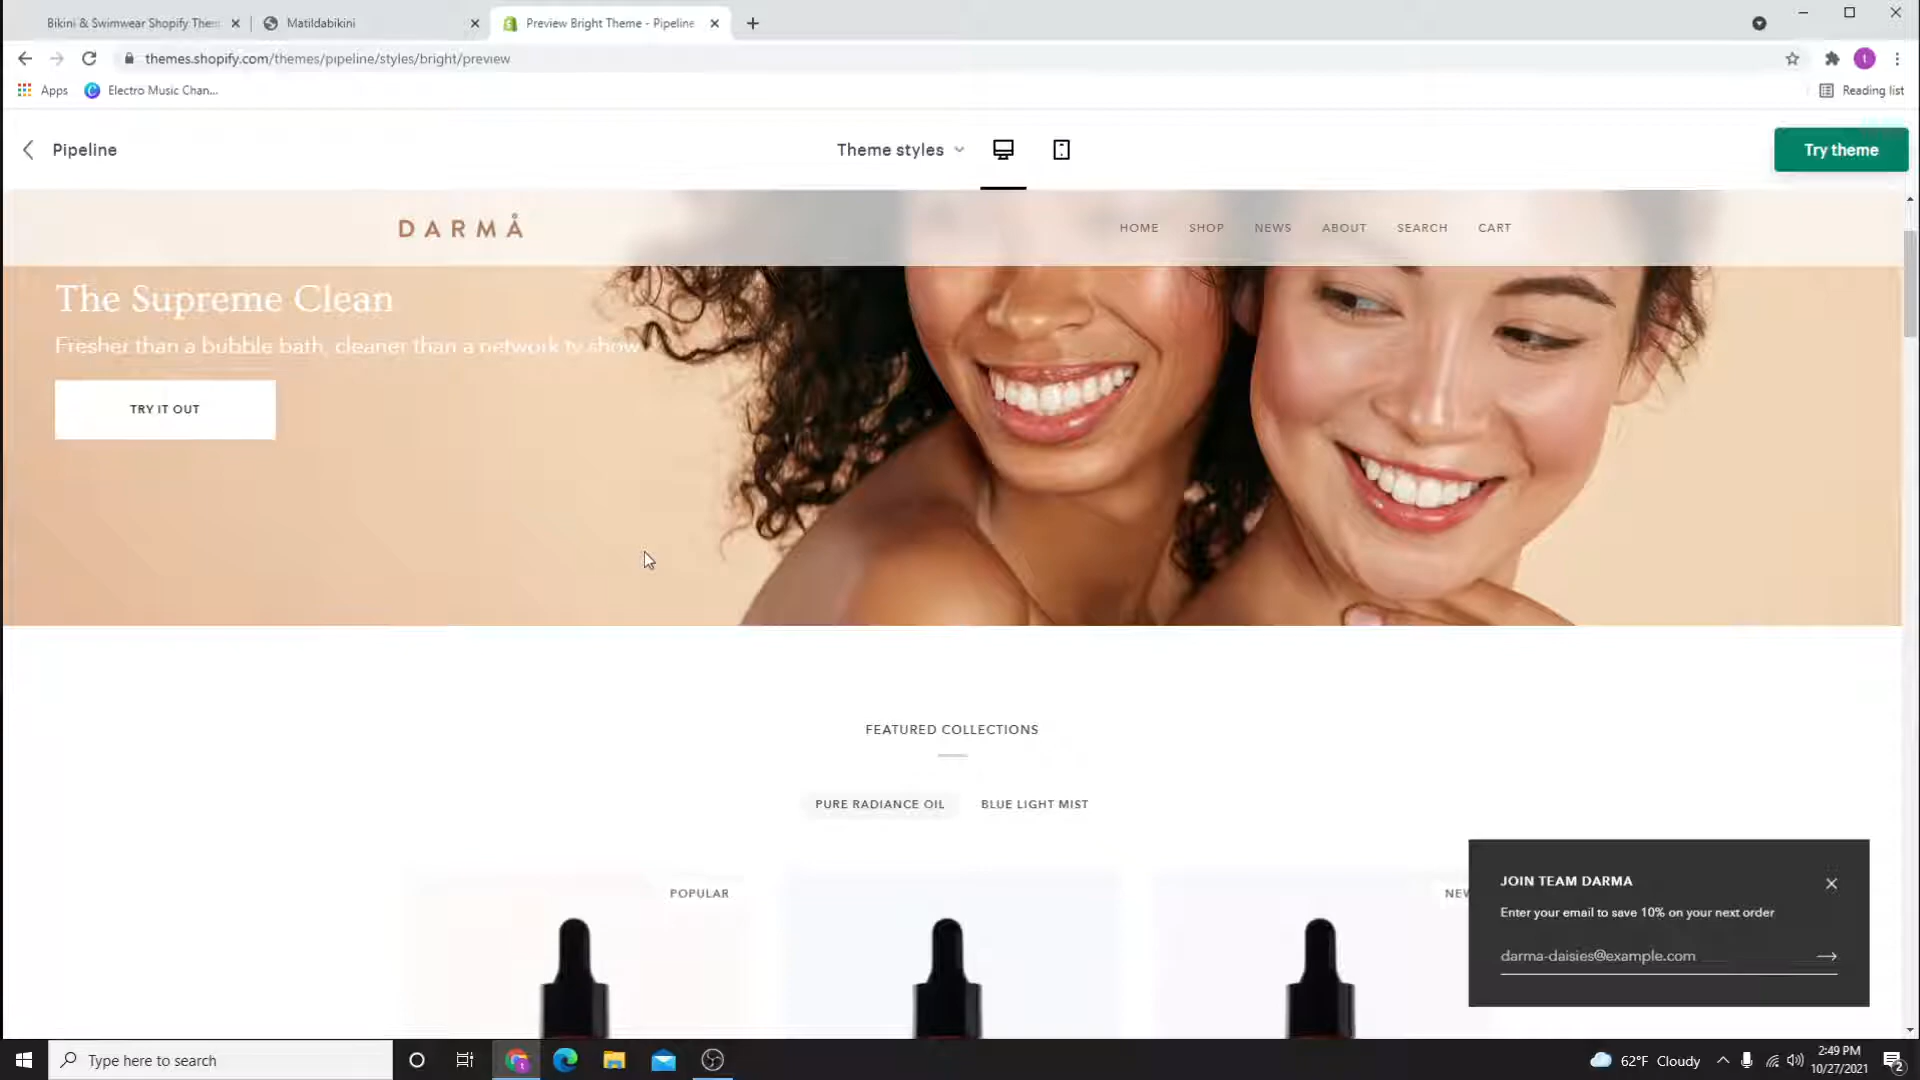 Bikini & Swimwear Shopify Them
Matildabikini
Preview Bright Theme - Pipeline
themes.shopify.com/themes/pipeline/styles/bright/preview
Apps
Electro Music Chan...
Reading list
Pipeline
Theme styles
Try theme
DARMÅ
HOME
SHOP
NEWS
ABOUT
SEARCH
CART
The Supreme Clean
Fresher than a bubble bath, cleaner than a network tv show
TRY IT OUT
FEATURED COLLECTIONS
PURE RADIANCE OIL
BLUE LIGHT MIST
POPULAR
NEW
JOIN TEAM DARMA
Enter your email to save 10% on your next order
darma-daisies@example.com
Type here to search
62°F Cloudy
2:49 PM
10/27/2021
2